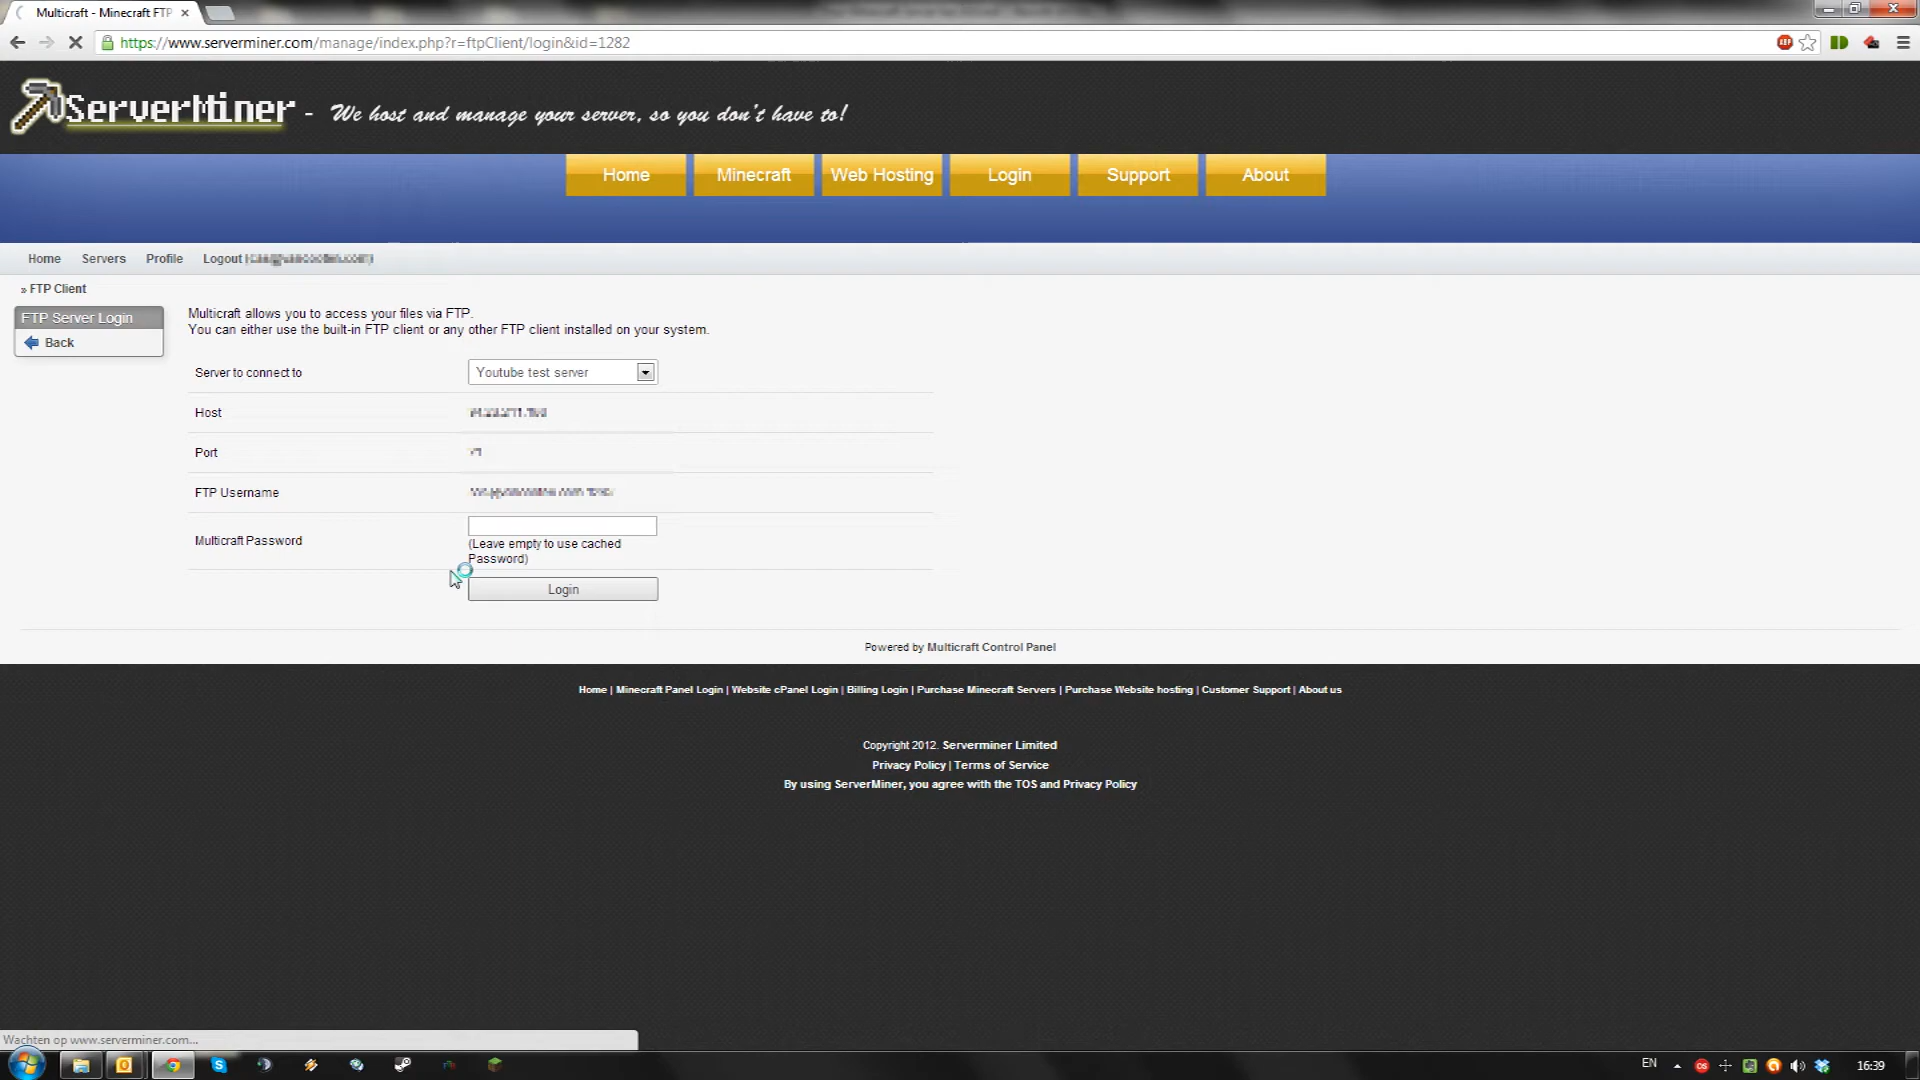 Multicraft - Minecraft FTP
https://www.serverminer.com/manage/index.php?r=ftpClient/login&id=1282
ABP
ServerMiner - We host and manage your server, so you don't have to!
Home Minecraft Web Hosting Login Support About
Home Servers Profile Logout
» FTP Client
FTP Server Login
Back
Multicraft allows you to access your files via FTP.
You can either use the built-in FTP client or any other FTP client installed on your system.
Server to connect to Youtube test server
Host
Port
FTP Username
Multicraft Password
(Leave empty to use cached
Password)
Login
Powered by Multicraft Control Panel
Home | Minecraft Panel Login | Website cPanel Login | Billing Login | Purchase Minecraft Servers | Purchase Website hosting | Customer Support | About us
Copyright 2012. Serverminer Limited
Privacy Policy | Terms of Service
By using ServerMiner, you agree with the TOS and Privacy Policy
Wachten op www.serverminer.com...
EN 16:39